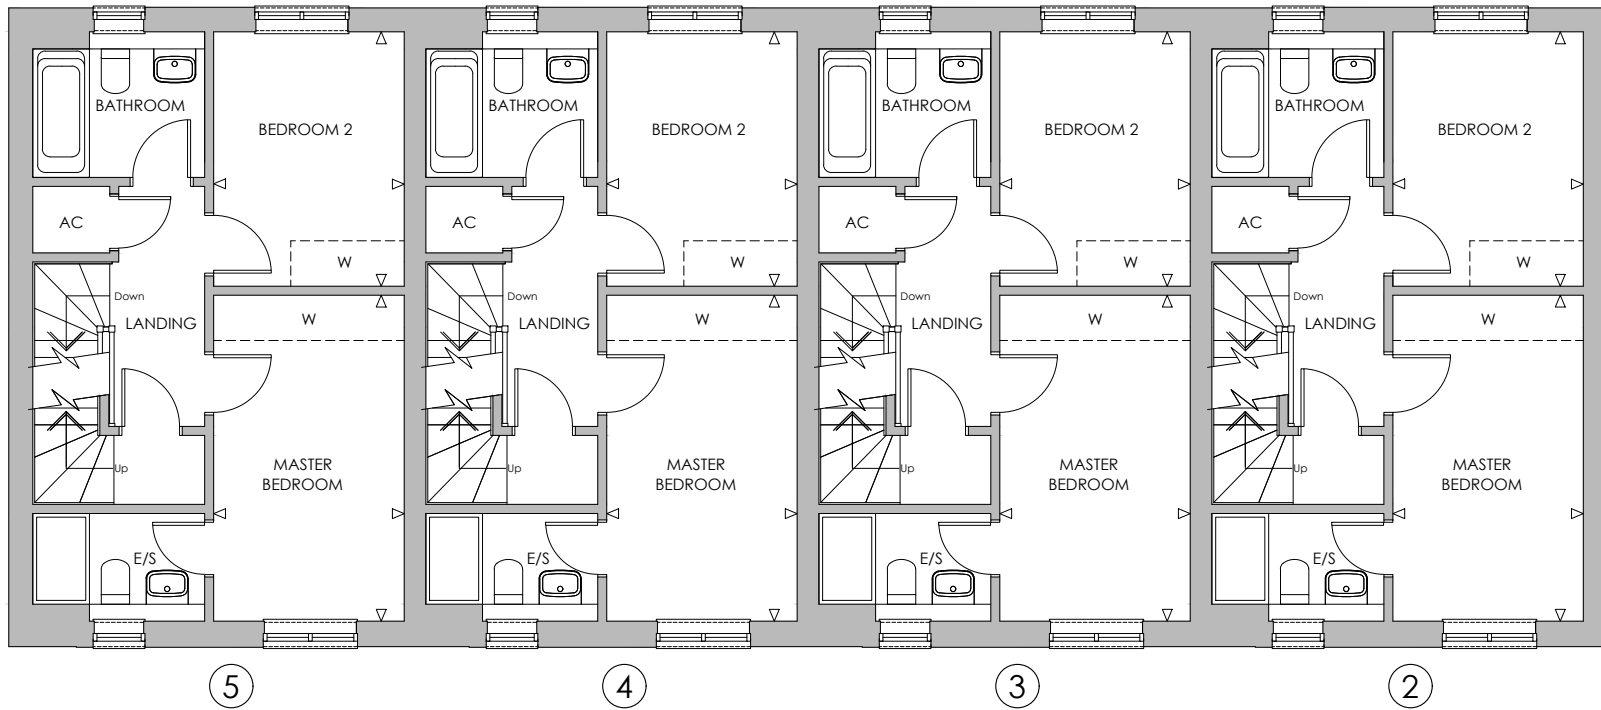 BATHROOM
BEDROOM 2
AC
W
Down
LANDING
W
Up
MASTER
BEDROOM
E/S
5
BATHROOM
BEDROOM 2
AC
W
Down
LANDING
W
Up
MASTER
BEDROOM
E/S
4
BATHROOM
BEDROOM 2
AC
W
Down
LANDING
W
Up
MASTER
BEDROOM
E/S
3
BATHROOM
BEDROOM 2
AC
W
Down
LANDING
W
Up
MASTER
BEDROOM
E/S
2